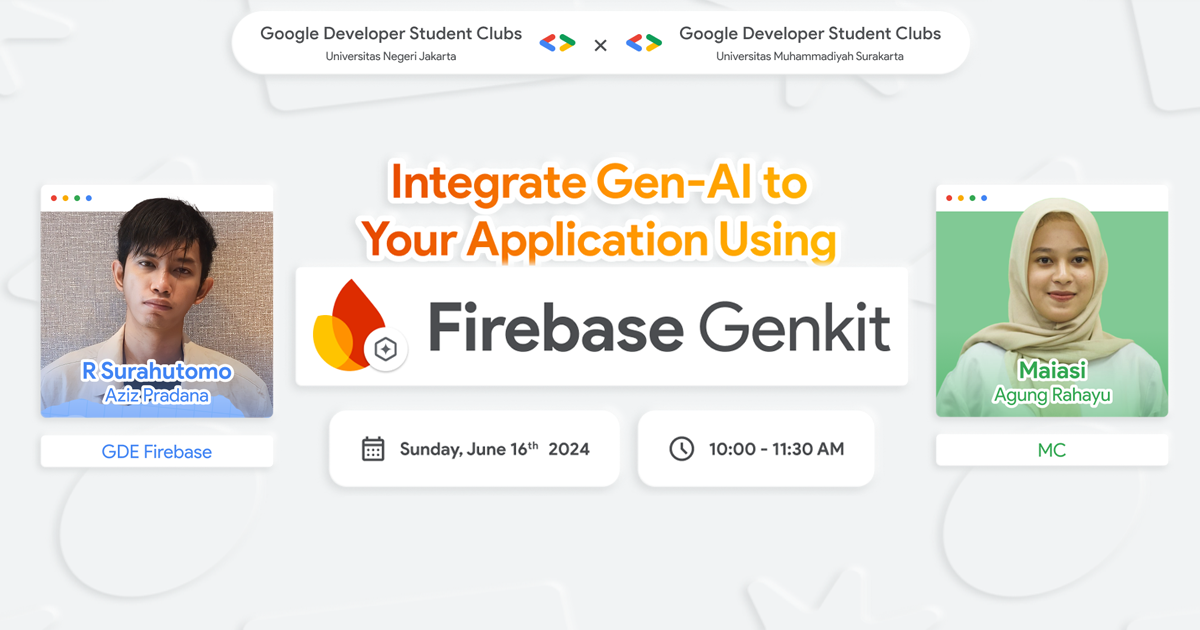 Google Developer Student Clubs
Universitas Negeri Jakarta
×
Google Developer Student Clubs
Universitas Muhammadiyah Surakarta
Integrate Gen-AI to
Your Application Using
Firebase Genkit
R Surahutomo
Aziz Pradana
GDE Firebase
Sunday, June 16th 2024
10:00 - 11:30 AM
Maiasi
Agung Rahayu
MC